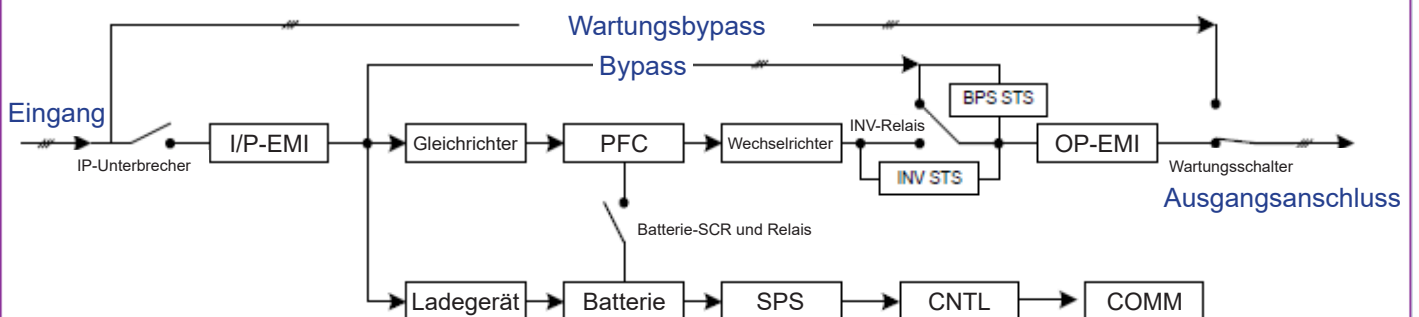 Wartungsbypass
Bypass
BPS STS
Eingang
INV-Relais
I/P-EMI
Gleichrichter
PFC
Wechselrichter
OP-EMI
IP-Unterbrecher
Wartungsschalter
INV STS
Ausgangsanschluss
Batterie-SCR und Relais
Ladegerät
Batterie
SPS
CNTL
COMM